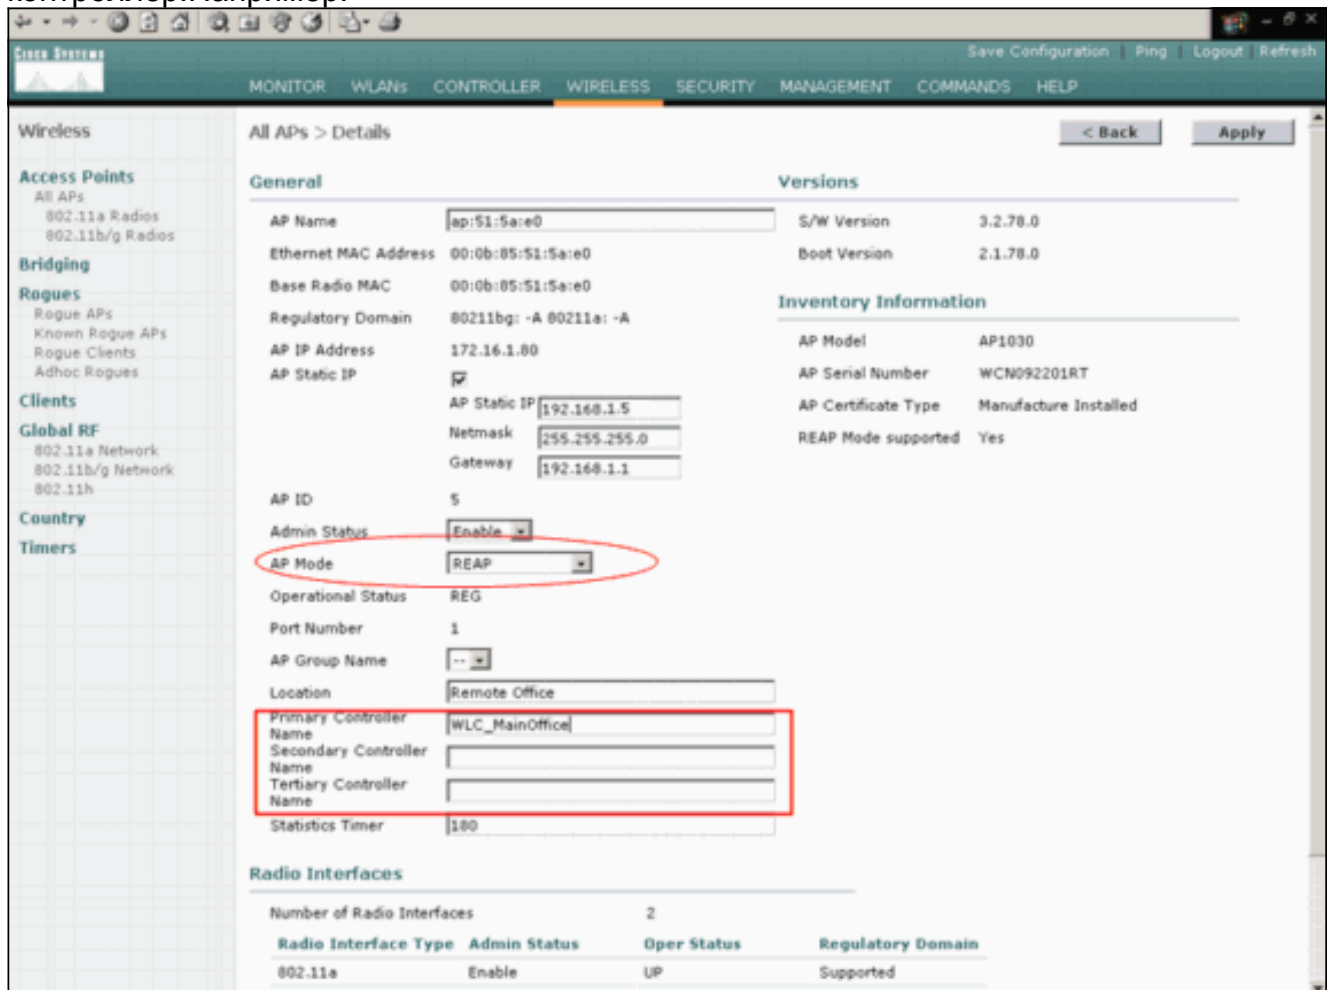 контроллер.Например:
CISCO SYSTEMS
Save Configuration | Ping | Logout | Refresh
MONITOR WLANs CONTROLLER WIRELESS SECURITY MANAGEMENT COMMANDS HELP
Wireless
Access Points
All APs
802.11a Radios
802.11b/g Radios
Bridging
Rogues
Rogue APs
Known Rogue APs
Rogue Clients
Adhoc Rogues
Clients
Global RF
802.11a Network
802.11b/g Network
802.11h
Country
Timers
All APs > Details
< Back Apply
General
AP Name ap:51:5a:e0
Ethernet MAC Address 00:0b:85:51:5a:e0
Base Radio MAC 00:0b:85:51:5a:e0
Regulatory Domain 80211bg: -A 80211a: -A
AP IP Address 172.16.1.80
AP Static IP
AP Static IP 192.168.1.5
Netmask 255.255.255.0
Gateway 192.168.1.1
AP ID 5
Admin Status Enable
AP Mode REAP
Operational Status REG
Port Number 1
AP Group Name --
Location Remote Office
Primary Controller Name WLC_MainOffice
Secondary Controller Name
Tertiary Controller Name
Statistics Timer 180
Versions
S/W Version 3.2.78.0
Boot Version 2.1.78.0
Inventory Information
AP Model AP1030
AP Serial Number WCN092201RT
AP Certificate Type Manufacture Installed
REAP Mode supported Yes
Radio Interfaces
Number of Radio Interfaces 2
Radio Interface Type Admin Status Oper Status Regulatory Domain
802.11a Enable UP Supported